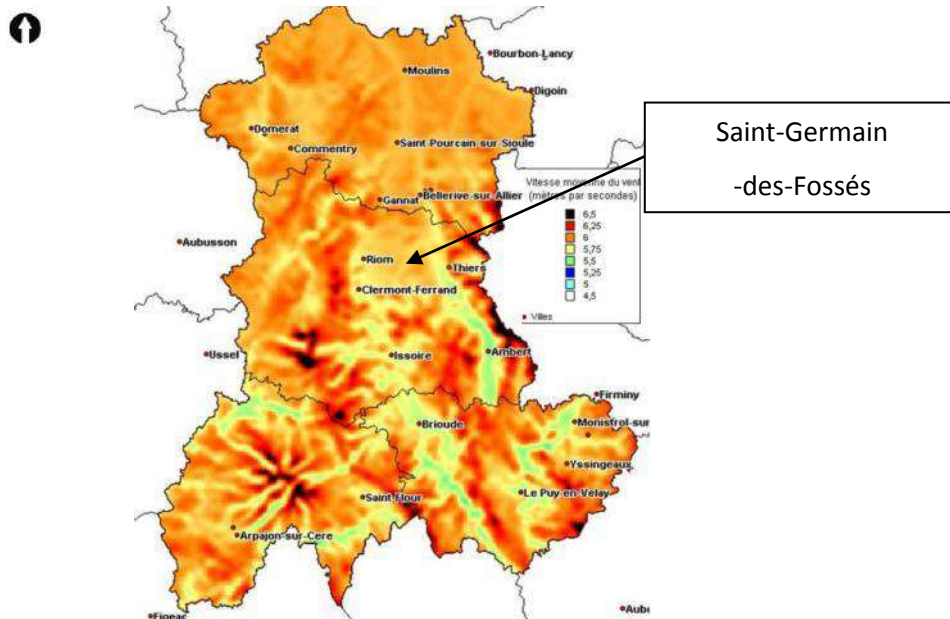 Bourbon-Lancy
Moulins
Digoin
Domerat
Commentry
Saint-Pourcain-sur-Sioule
Saint-Germain
-des-Fossés
Vitesse moyenne du vent
(mètres par secondes)
6,5
6,25
6
5,75
5,5
5,25
5
4,5
Villes
Gannat
Bellerive-sur-Allier
Aubusson
Riom
Thiers
Clermont-Ferrand
Ussel
Issoire
Ambert
Firminy
Brioude
Monistrol-sur
Yssingeaux
Saint-Flour
Le Puy-en-Velay
Arpajon-sur-Cere
Figeac
Aube